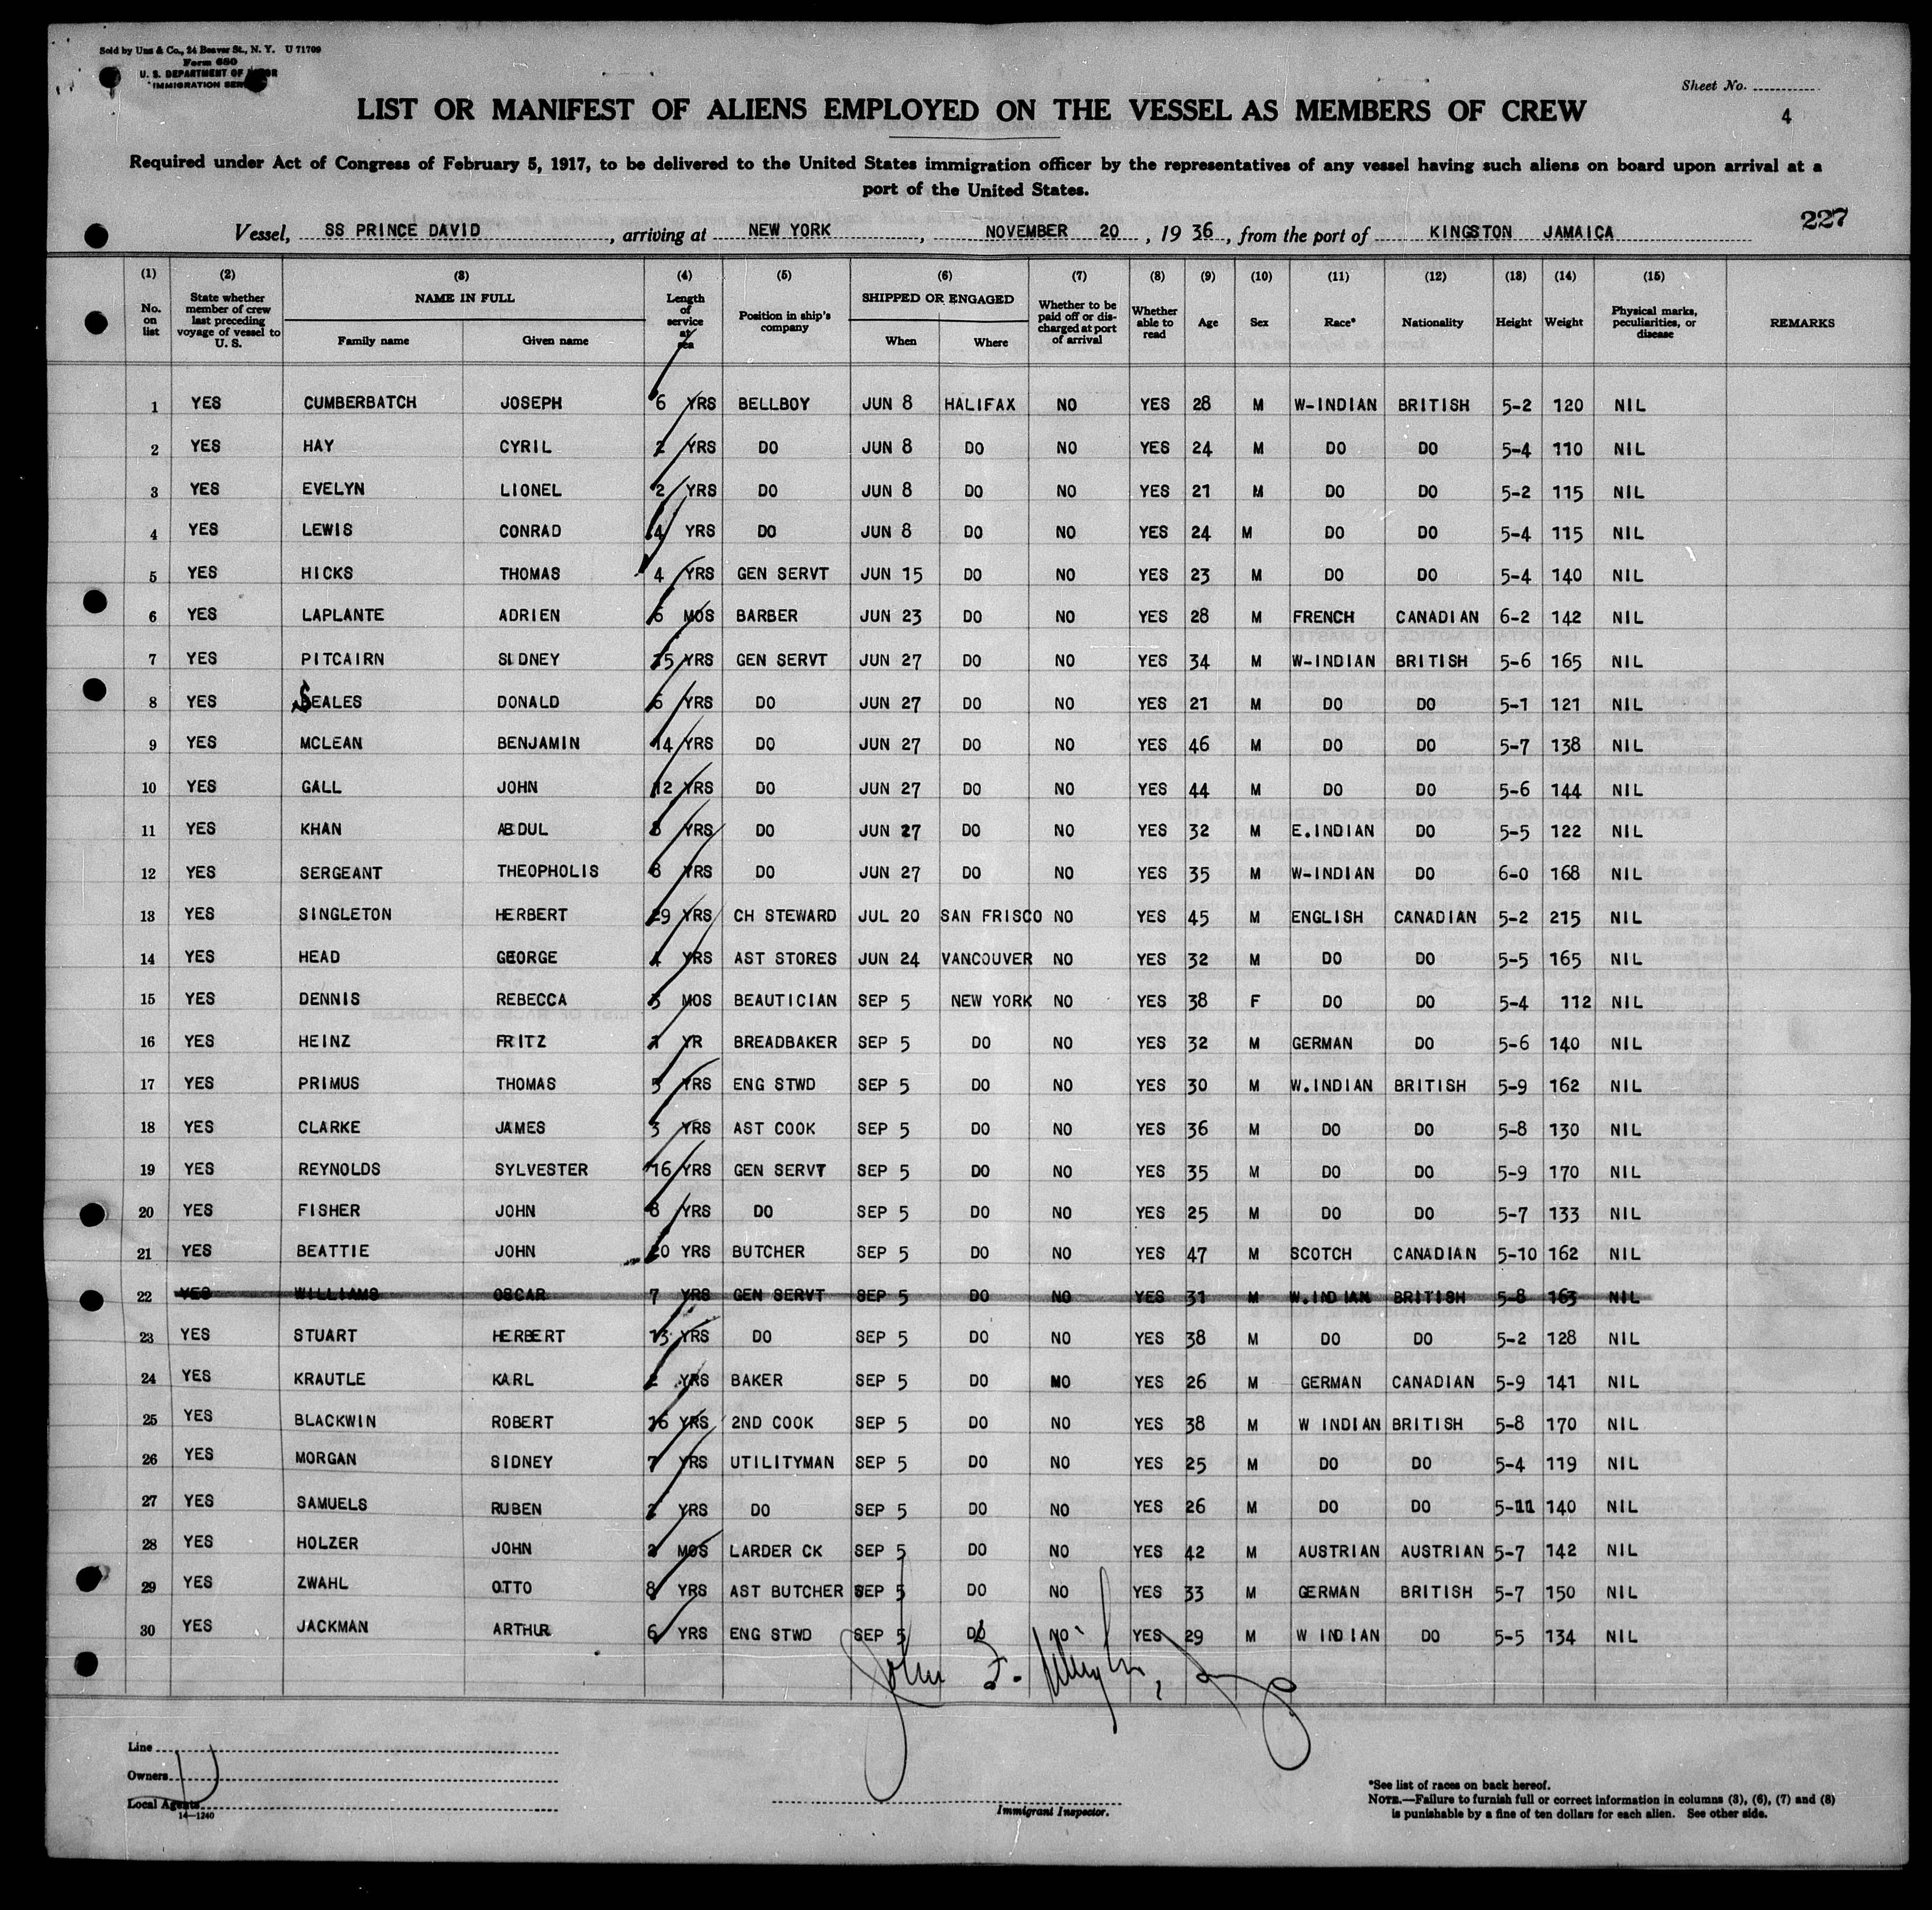 Sold by Unz & Co., 24 Beaver St., N. Y. U 71709
Form 680
U. S. DEPARTMENT OF LABOR
IMMIGRATION SERVICE
Sheet No.
4
LIST OR MANIFEST OF ALIENS EMPLOYED ON THE VESSEL AS MEMBERS OF CREW
Required under Act of Congress of February 5, 1917, to be delivered to the United States immigration officer by the representatives of any vessel having such aliens on board upon arrival at a
port of the United States.
227
Vessel, SS PRINCE DAVID, arriving at NEW YORK, NOVEMBER 20, 1936, from the port of KINGSTON JAMAICA
(1) (2) (3) (4) (5) (6) (7) (8) (9) (10) (11) (12) (13) (14) (15)
No. on list State whether member of crew last preceding voyage of vessel to U. S. NAME IN FULL Family name Given name Length of service at sea Position in ship's company SHIPPED OR ENGAGED When Where Whether to be paid off or discharged at port of arrival Whether able to read Age Sex Race* Nationality Height Weight Physical marks, peculiarities, or disease REMARKS
1 YES CUMBERBATCH JOSEPH 6 YRS BELLBOY JUN 8 HALIFAX NO YES 28 M W-INDIAN BRITISH 5-2 120 NIL
2 YES HAY CYRIL 2 YRS DO JUN 8 DO NO YES 24 M DO DO 5-4 110 NIL
3 YES EVELYN LIONEL 2 YRS DO JUN 8 DO NO YES 21 M DO DO 5-2 115 NIL
4 YES LEWIS CONRAD 4 YRS DO JUN 8 DO NO YES 24 M DO DO 5-4 115 NIL
5 YES HICKS THOMAS 4 YRS GEN SERVT JUN 15 DO NO YES 23 M DO DO 5-4 140 NIL
6 YES LAPLANTE ADRIEN 6 MOS BARBER JUN 23 DO NO YES 28 M FRENCH CANADIAN 6-2 142 NIL
7 YES PITCAIRN SIDNEY 15 YRS GEN SERVT JUN 27 DO NO YES 34 M W-INDIAN BRITISH 5-6 165 NIL
8 YES SEALES DONALD 6 YRS DO JUN 27 DO NO YES 21 M DO DO 5-1 121 NIL
9 YES MCLEAN BENJAMIN 14 YRS DO JUN 27 DO NO YES 46 M DO DO 5-7 138 NIL
10 YES GALL JOHN 12 YRS DO JUN 27 DO NO YES 44 M DO DO 5-6 144 NIL
11 YES KHAN ABDUL 8 YRS DO JUN 27 DO NO YES 32 M E.INDIAN DO 5-5 122 NIL
12 YES SERGEANT THEOPHOLIS 8 YRS DO JUN 27 DO NO YES 35 M W-INDIAN DO 6-0 168 NIL
13 YES SINGLETON HERBERT 29 YRS CH STEWARD JUL 20 SAN FRISCO NO YES 45 M ENGLISH CANADIAN 5-2 215 NIL
14 YES HEAD GEORGE YRS AST STORES JUN 24 VANCOUVER NO YES 32 M DO DO 5-5 165 NIL
15 YES DENNIS REBECCA MOS BEAUTICIAN SEP 5 NEW YORK NO YES 38 F DO DO 5-4 112 NIL
16 YES HEINZ FRITZ 1 YR BREADBAKER SEP 5 DO NO YES 32 M GERMAN DO 5-6 140 NIL
17 YES PRIMUS THOMAS 5 YRS ENG STWD SEP 5 DO NO YES 30 M W.INDIAN BRITISH 5-9 162 NIL
18 YES CLARKE JAMES 3 YRS AST COOK SEP 5 DO NO YES 36 M DO DO 5-8 130 NIL
19 YES REYNOLDS SYLVESTER 16 YRS GEN SERVT SEP 5 DO NO YES 35 M DO DO 5-9 170 NIL
20 YES FISHER JOHN 8 YRS DO SEP 5 DO NO YES 25 M DO DO 5-7 133 NIL
21 YES BEATTIE JOHN 20 YRS BUTCHER SEP 5 DO NO YES 47 M SCOTCH CANADIAN 5-10 162 NIL
22 YES WILLIAMS OSCAR 7 YRS GEN SERVT SEP 5 DO NO YES 31 M W.INDIAN BRITISH 5-8 163 NIL
23 YES STUART HERBERT 13 YRS DO SEP 5 DO NO YES 38 M DO DO 5-2 128 NIL
24 YES KRAUTLE KARL 2 YRS BAKER SEP 5 DO NO YES 26 M GERMAN CANADIAN 5-9 141 NIL
25 YES BLACKWIN ROBERT 16 YRS 2ND COOK SEP 5 DO NO YES 38 M W INDIAN BRITISH 5-8 170 NIL
26 YES MORGAN SIDNEY 7 YRS UTILITYMAN SEP 5 DO NO YES 25 M DO DO 5-4 119 NIL
27 YES SAMUELS RUBEN 2 YRS DO SEP 5 DO NO YES 26 M DO DO 5-11 140 NIL
28 YES HOLZER JOHN 2 MOS LARDER CK SEP 5 DO NO YES 42 M AUSTRIAN AUSTRIAN 5-7 142 NIL
29 YES ZWAHL OTTO 8 YRS AST BUTCHER SEP 5 DO NO YES 33 M GERMAN BRITISH 5-7 150 NIL
30 YES JACKMAN ARTHUR 6 YRS ENG STWD SEP 5 DO NO YES 29 M W INDIAN DO 5-5 134 NIL
John F.
Line
Owners
Local Agents
14—1240
Immigrant Inspector.
*See list of races on back hereof.
NOTE.—Failure to furnish full or correct information in columns (3), (6), (7) and (8)
is punishable by a fine of ten dollars for each alien. See other side.